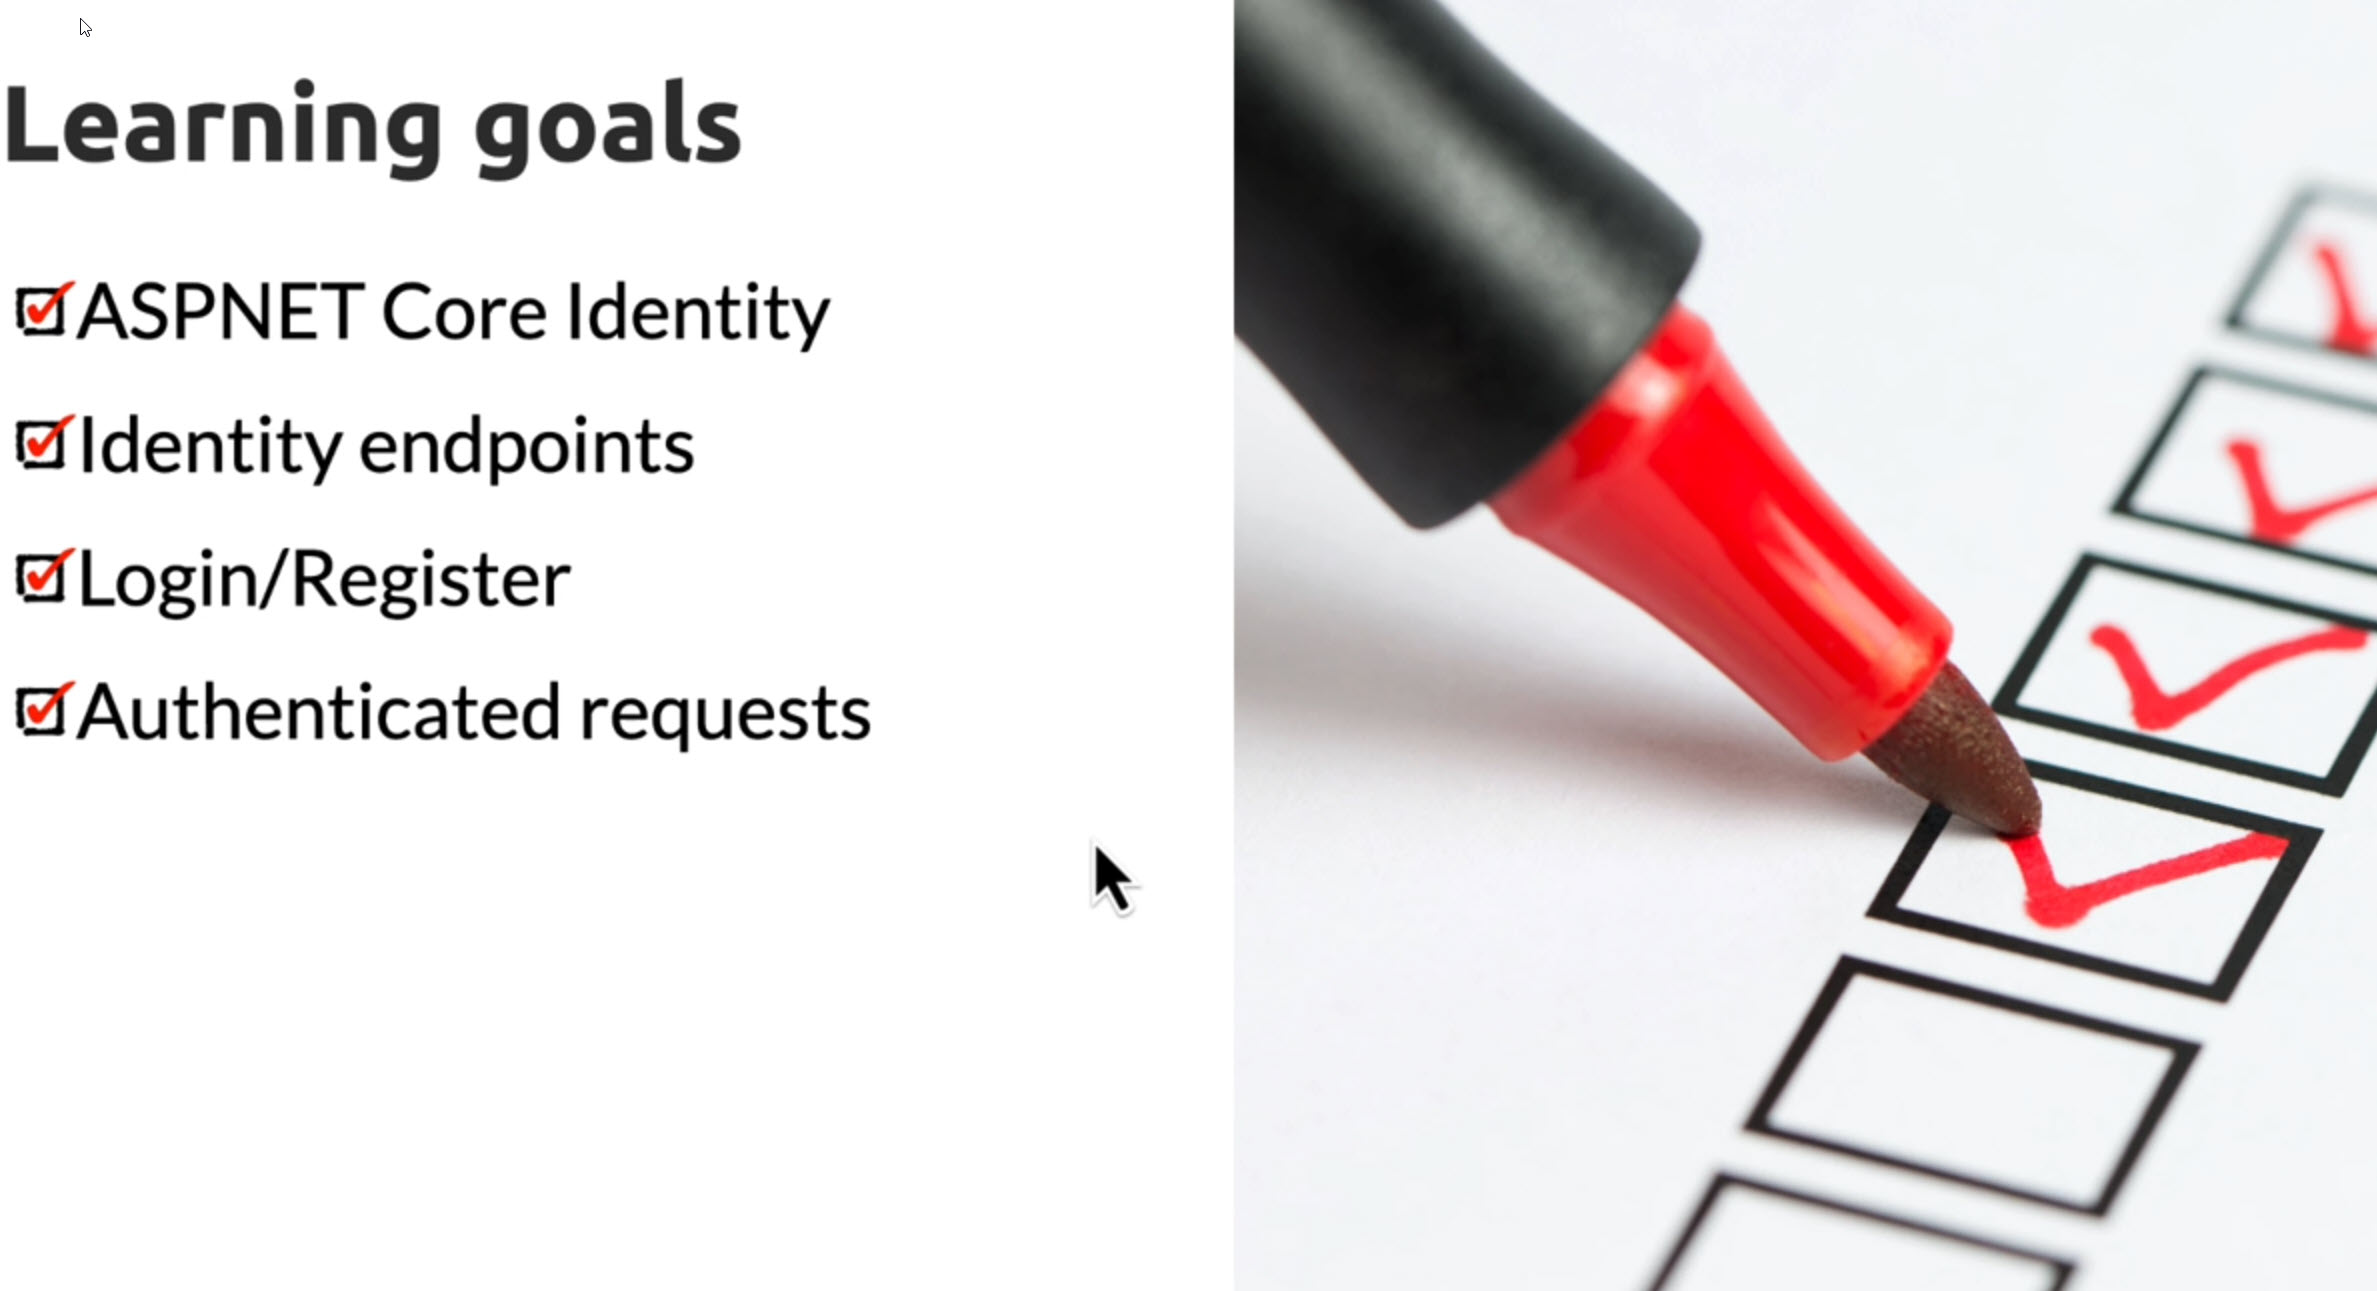 Learning goals
ASPNET Core Identity
Identity endpoints
Login/Register
Authenticated requests